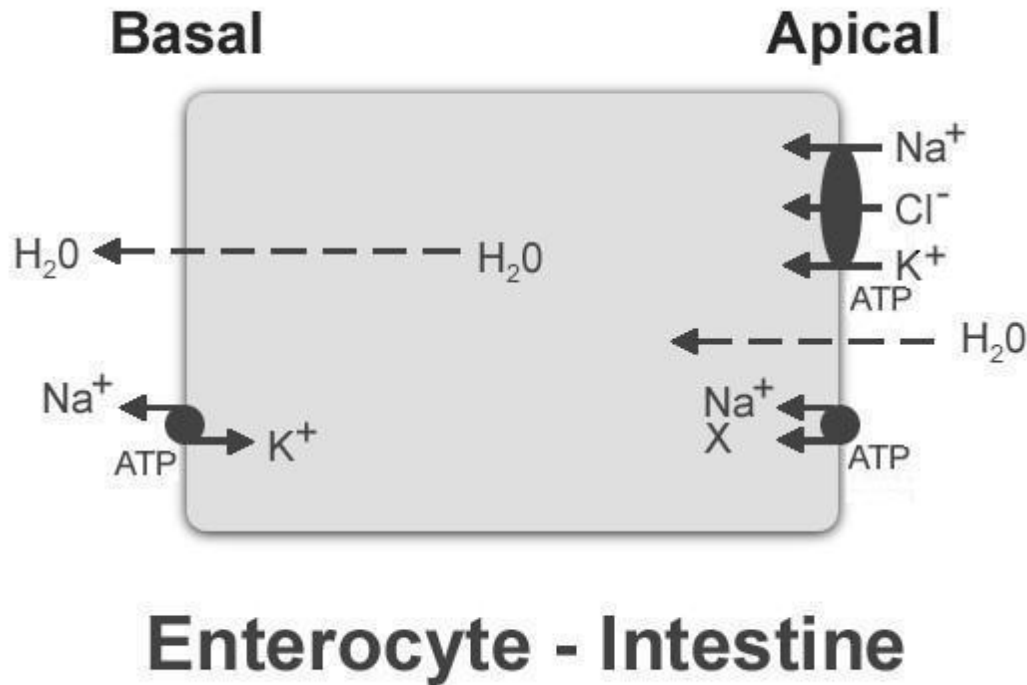 Basal Apical
Na⁺
Cl⁻
K⁺
ATP
H₂0 H₂0
H₂0
Na⁺ Na⁺
K⁺ X
ATP ATP
Enterocyte - Intestine